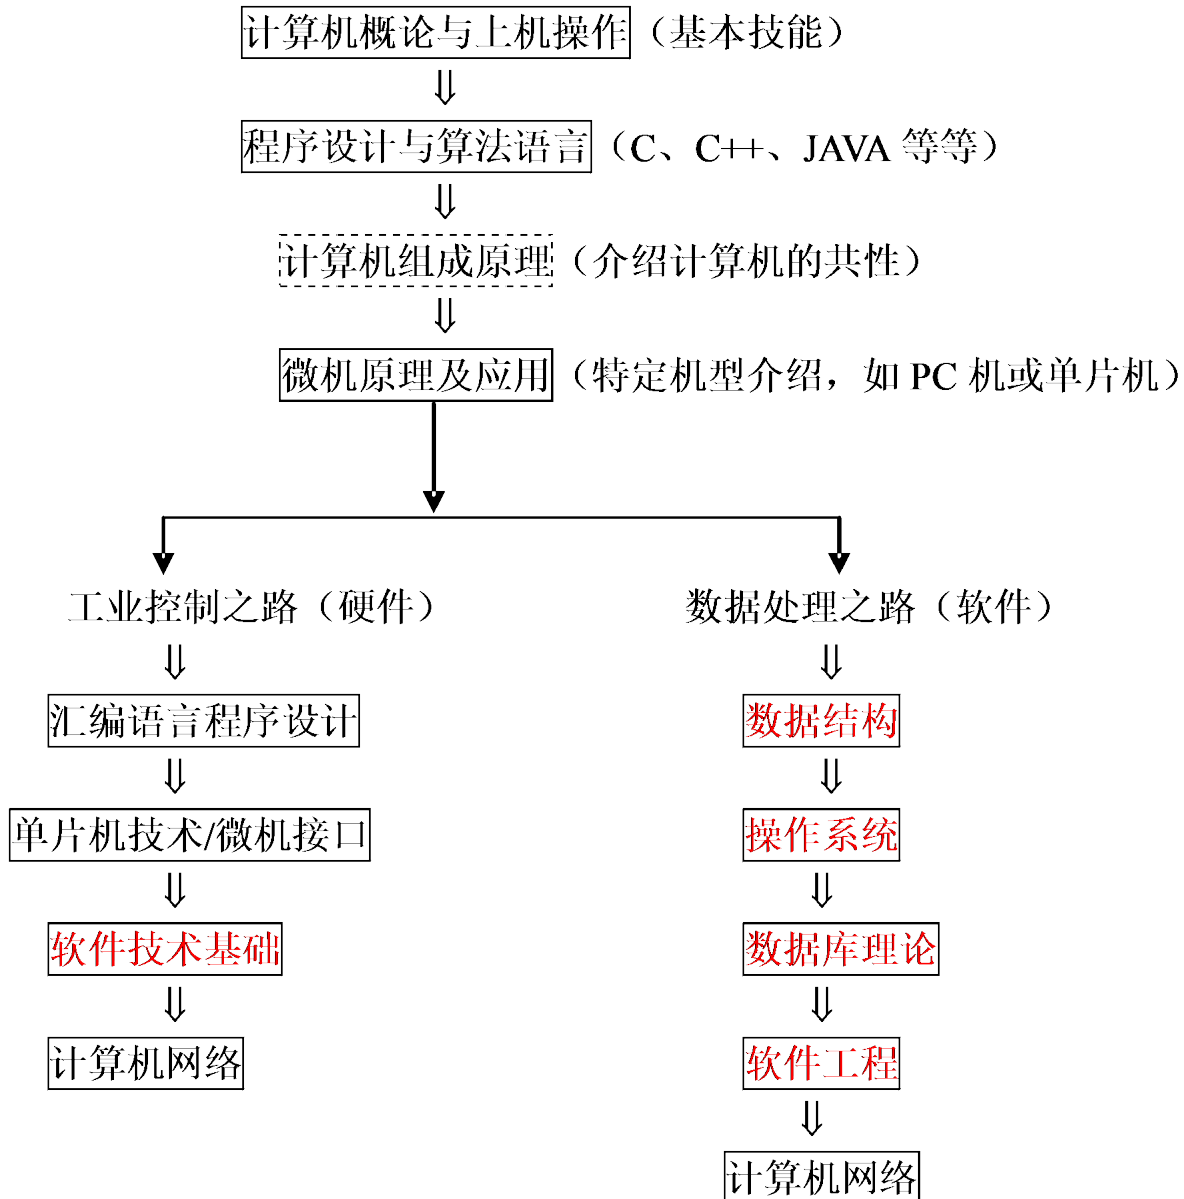 计算机概论与上机操作（基本技能）
程序设计与算法语言（C、C++、JAVA 等等）
计算机组成原理（介绍计算机的共性）
微机原理及应用（特定机型介绍，如 PC 机或单片机）
工业控制之路（硬件）
汇编语言程序设计
单片机技术/微机接口
软件技术基础
计算机网络
数据处理之路（软件）
数据结构
操作系统
数据库理论
软件工程
计算机网络